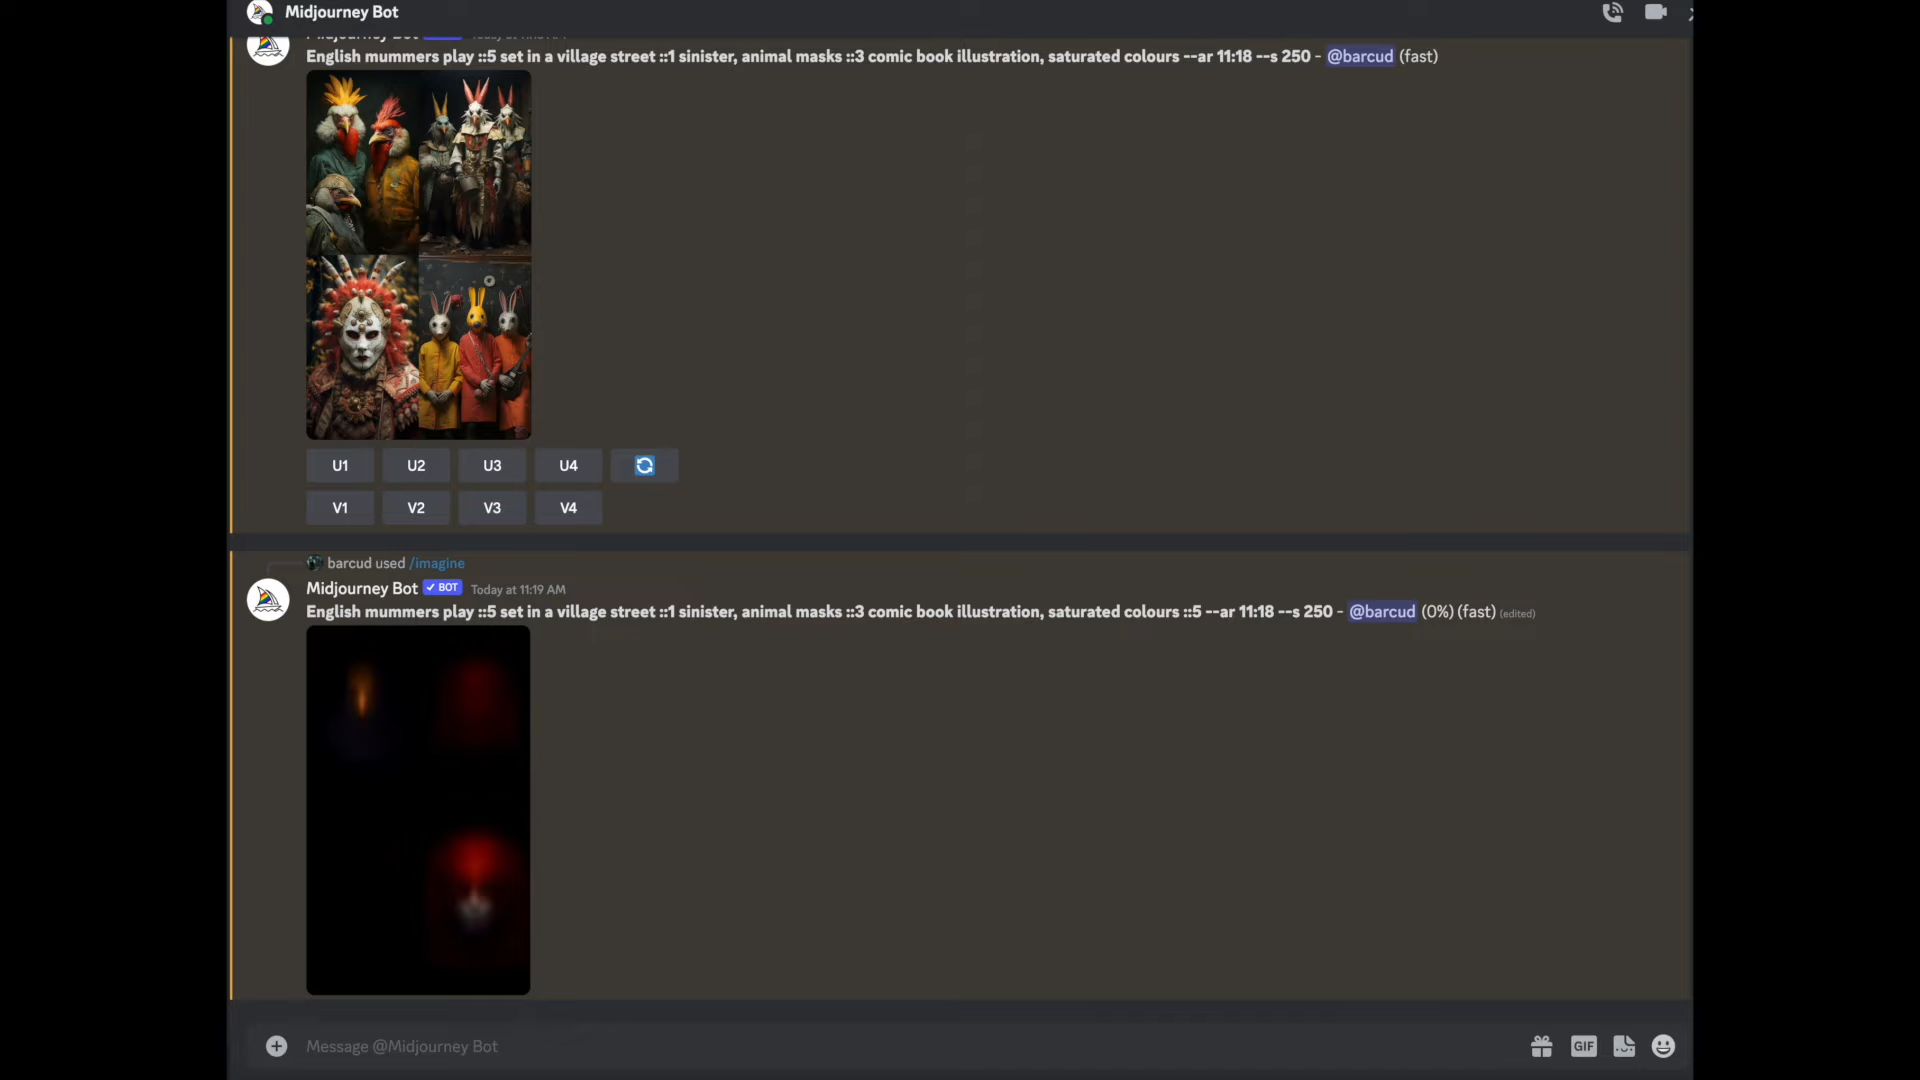 Midjourney Bot
English mummers play ::5 set in a village street ::1 sinister, animal masks ::3 comic book illustration, saturated colours --ar 11:18 --s 250 - @barcud (fast)
U1 U2 U3 U4
V1 V2 V3 V4
barcud used /imagine
Midjourney Bot ✓ BOT Today at 11:19 AM
English mummers play ::5 set in a village street ::1 sinister, animal masks ::3 comic book illustration, saturated colours ::5 --ar 11:18 --s 250 - @barcud (0%) (fast) (edited)
Message @Midjourney Bot
GIF